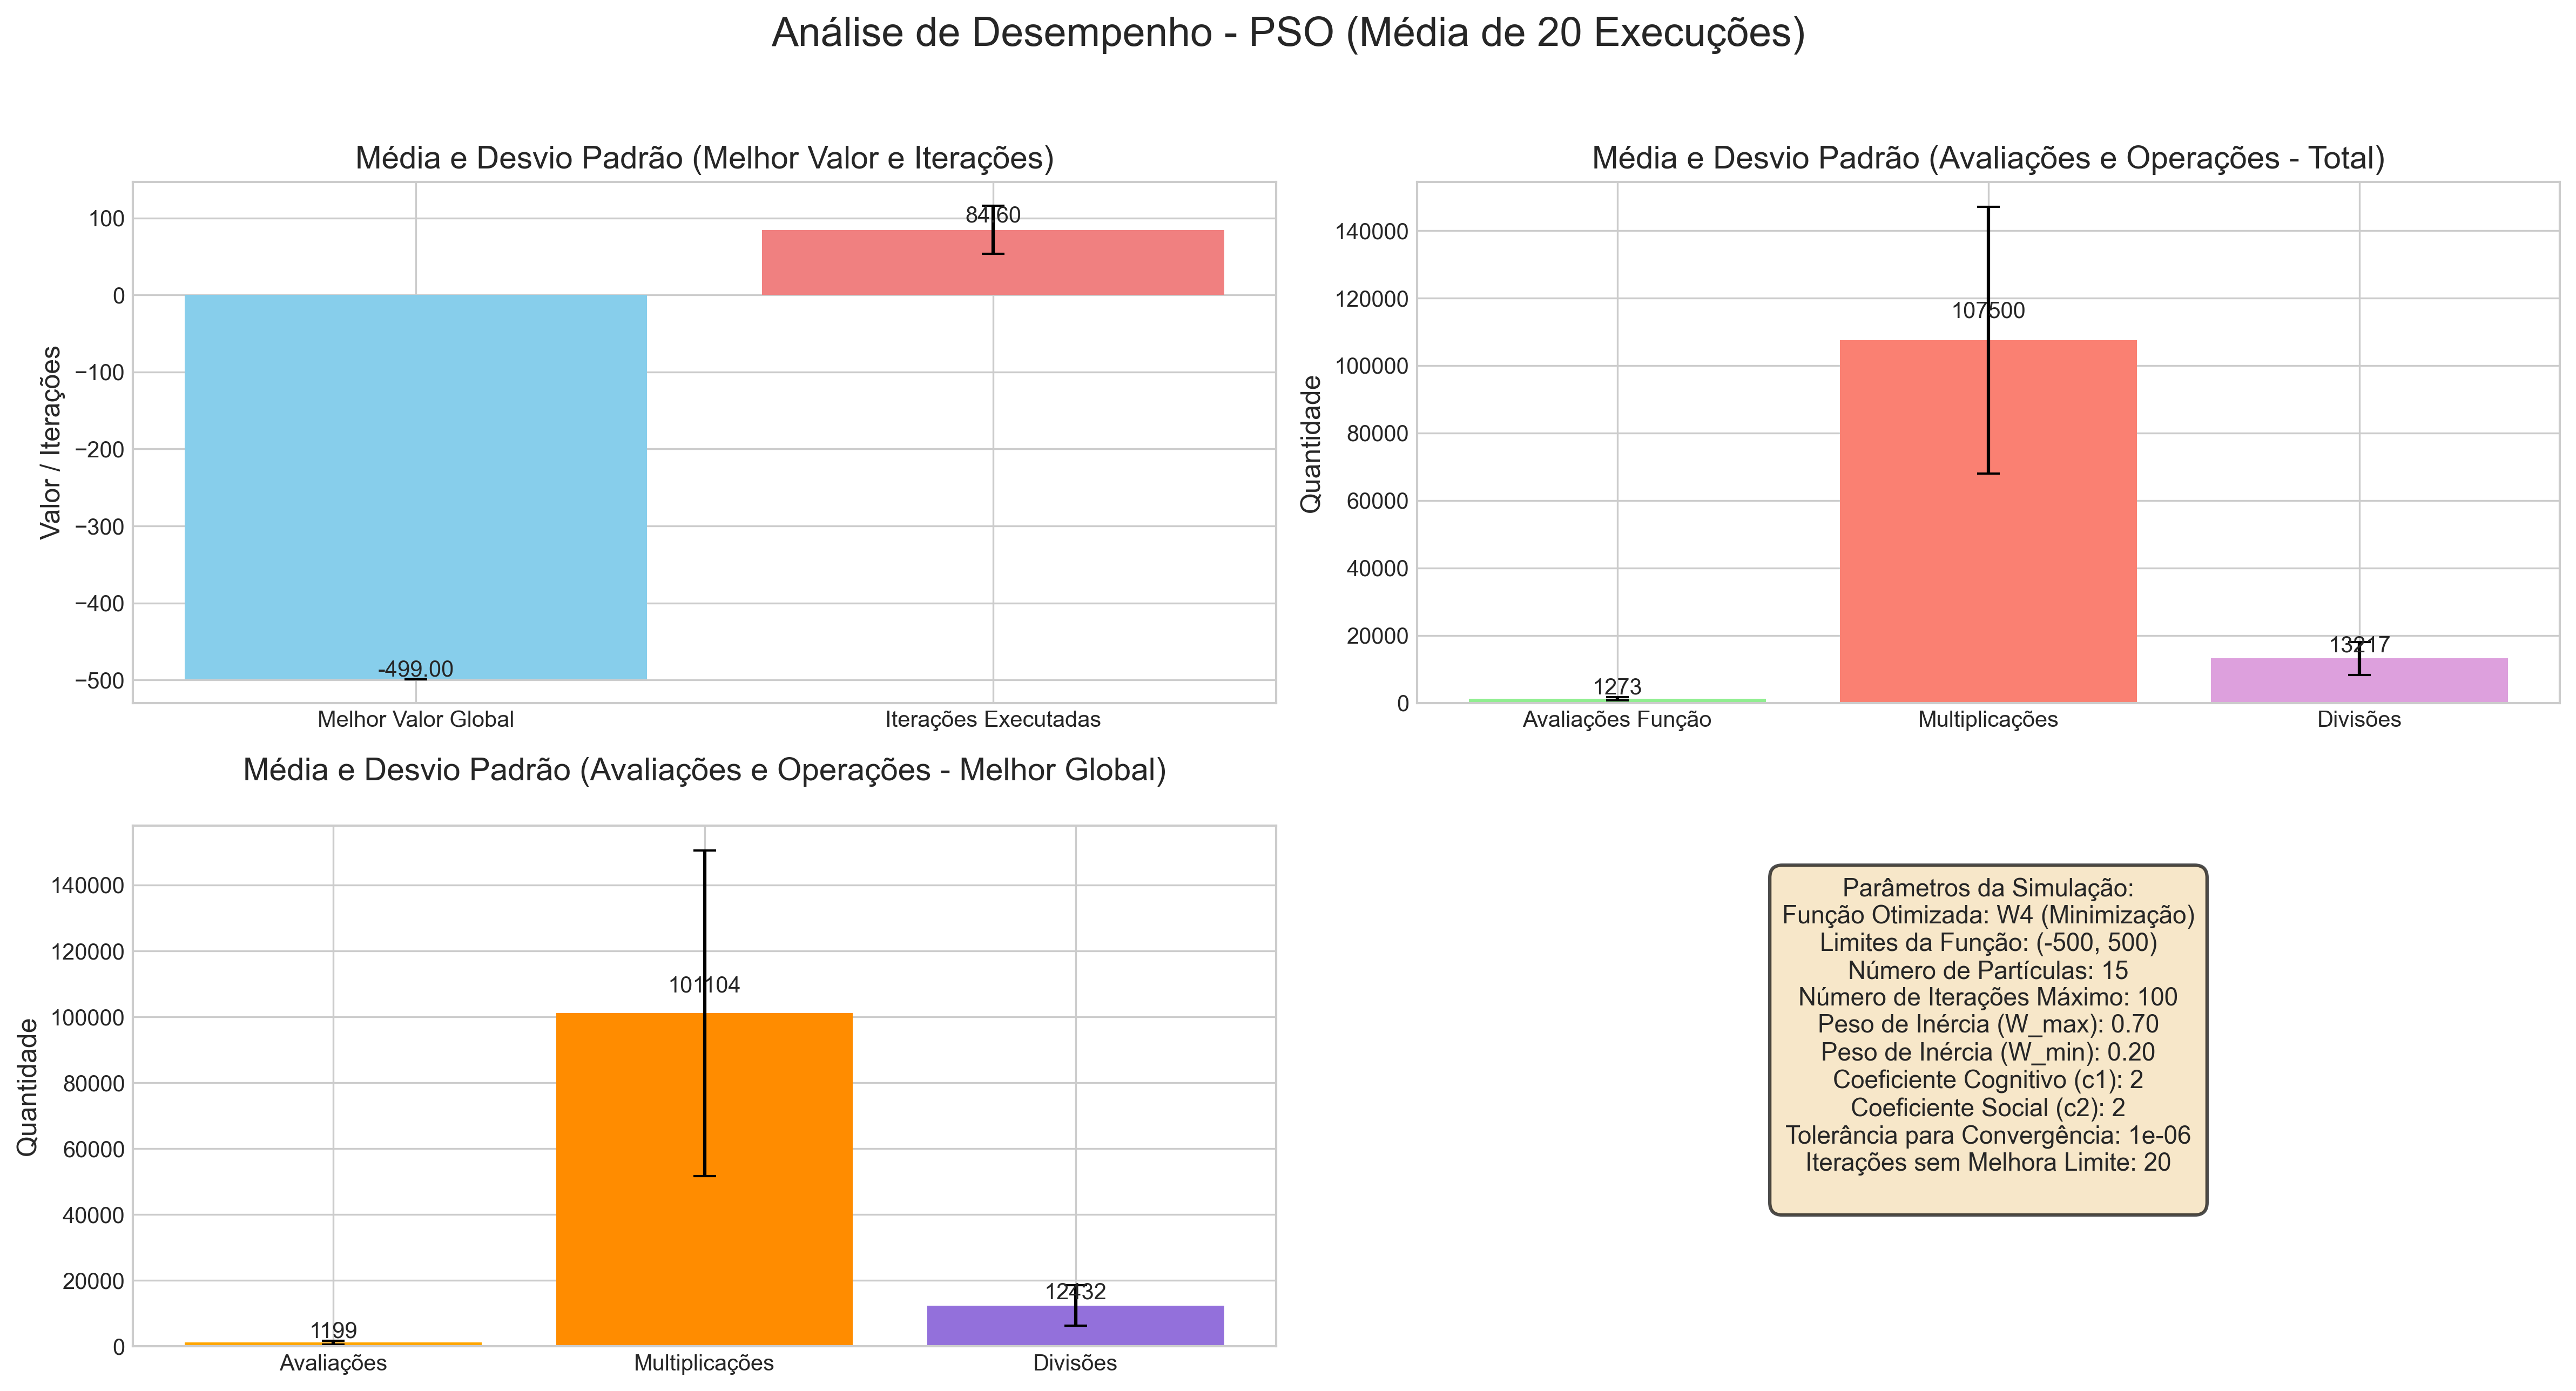 Análise de Desempenho - PSO (Média de 20 Execuções)
Média e Desvio Padrão (Melhor Valor e Iterações)
Valor / Iterações
100
0
−100
−200
−300
−400
−500
84.60
-499.00
Melhor Valor Global
Iterações Executadas
Média e Desvio Padrão (Avaliações e Operações - Total)
Quantidade
140000
120000
100000
80000
60000
40000
20000
0
1273
107500
13217
Avaliações Função
Multiplicações
Divisões
Média e Desvio Padrão (Avaliações e Operações - Melhor Global)
Quantidade
140000
120000
100000
80000
60000
40000
20000
0
1199
101104
12432
Avaliações
Multiplicações
Divisões
Parâmetros da Simulação:
Função Otimizada: W4 (Minimização)
Limites da Função: (-500, 500)
Número de Partículas: 15
Número de Iterações Máximo: 100
Peso de Inércia (W_max): 0.70
Peso de Inércia (W_min): 0.20
Coeficiente Cognitivo (c1): 2
Coeficiente Social (c2): 2
Tolerância para Convergência: 1e-06
Iterações sem Melhora Limite: 20